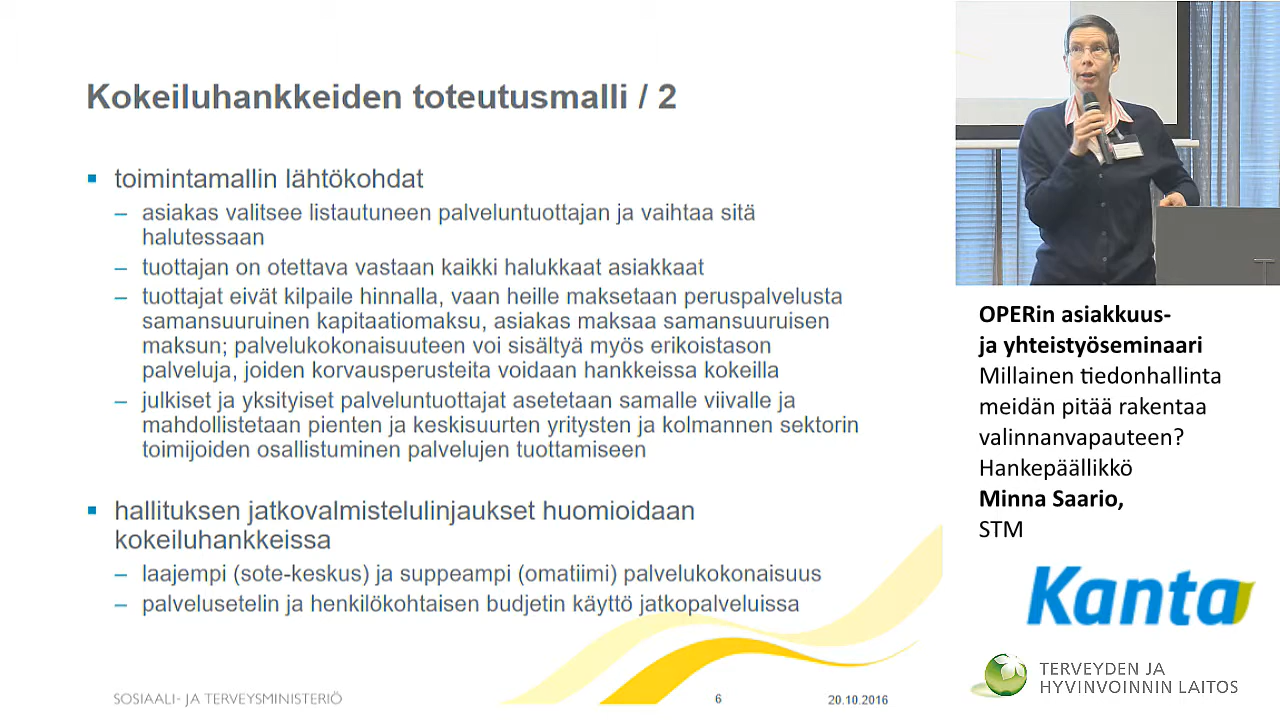 Kokeiluhankkeiden toteutusmalli / 2
toimintamallin lähtökohdat
– asiakas valitsee listautuneen palveluntuottajan ja vaihtaa sitä
halutessaan
– tuottajan on otettava vastaan kaikki halukkaat asiakkaat
– tuottajat eivät kilpaile hinnalla, vaan heille maksetaan peruspalvelusta
samansuuruinen kapitaatiomaksu, asiakas maksaa samansuuruisen
maksun; palvelukokonaisuuteen voi sisältyä myös erikoistason
palveluja, joiden korvausperusteita voidaan hankkeissa kokeilla
– julkiset ja yksityiset palveluntuottajat asetetaan samalle viivalle ja
mahdollistetaan pienten ja keskisuurten yritysten ja kolmannen sektorin
toimijoiden osallistuminen palvelujen tuottamiseen
hallituksen jatkovalmistelulinjaukset huomioidaan
kokeiluhankkeissa
– laajempi (sote-keskus) ja suppeampi (omatiimi) palvelukokonaisuus
– palvelusetelin ja henkilökohtaisen budjetin käyttö jatkopalveluissa
SOSIAALI- JA TERVEYSMINISTERIÖ
6
20.10.2016
OPERin asiakkuus-
ja yhteistyöseminaari
Millainen tiedonhallinta
meidän pitää rakentaa
valinnanvapauteen?
Hankepäällikkö
Minna Saario,
STM
Kanta
TERVEYDEN JA
HYVINVOINNIN LAITOS